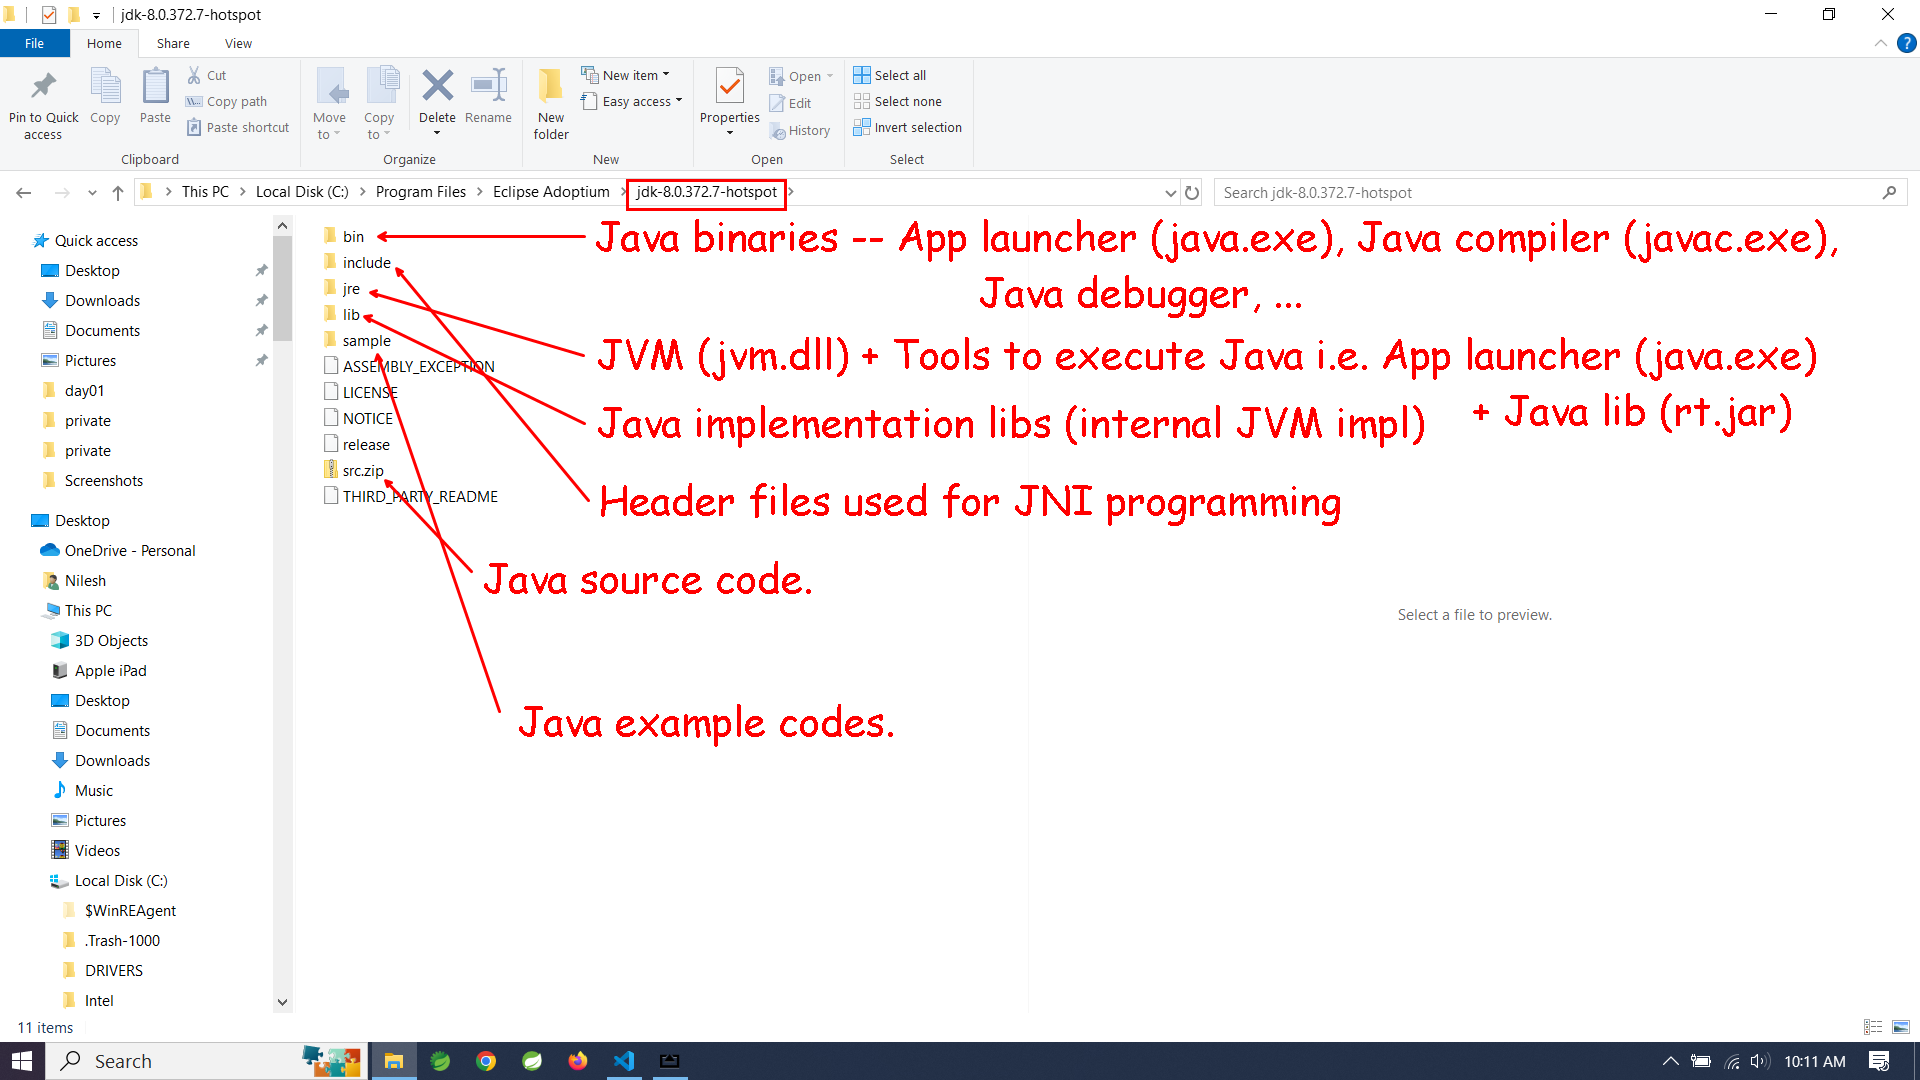 jdk-8.0.372.7-hotspot
File Home Share View
Pin to Quick access
Copy
Paste
Cut
Copy path
Paste shortcut
Clipboard
Move to
Copy to
Delete
Rename
Organize
New folder
New item
Easy access
New
Properties
Open
Edit
History
Open
Select all
Select none
Invert selection
Select
This PC > Local Disk (C:) > Program Files > Eclipse Adoptium > jdk-8.0.372.7-hotspot >
Search jdk-8.0.372.7-hotspot
Quick access
Desktop
Downloads
Documents
Pictures
day01
private
private
Screenshots
Desktop
OneDrive - Personal
Nilesh
This PC
3D Objects
Apple iPad
Desktop
Documents
Downloads
Music
Pictures
Videos
Local Disk (C:)
$WinREAgent
.Trash-1000
DRIVERS
Intel
bin
include
jre
lib
sample
ASSEMBLY_EXCEPTION
LICENSE
NOTICE
release
src.zip
THIRD_PARTY_README
Java binaries -- App launcher (java.exe), Java compiler (javac.exe),
Java debugger, ...
JVM (jvm.dll) + Tools to execute Java i.e. App launcher (java.exe)
+ Java lib (rt.jar)
Java implementation libs (internal JVM impl)
Header files used for JNI programming
Java source code.
Java example codes.
Select a file to preview.
11 items
Search
10:11 AM